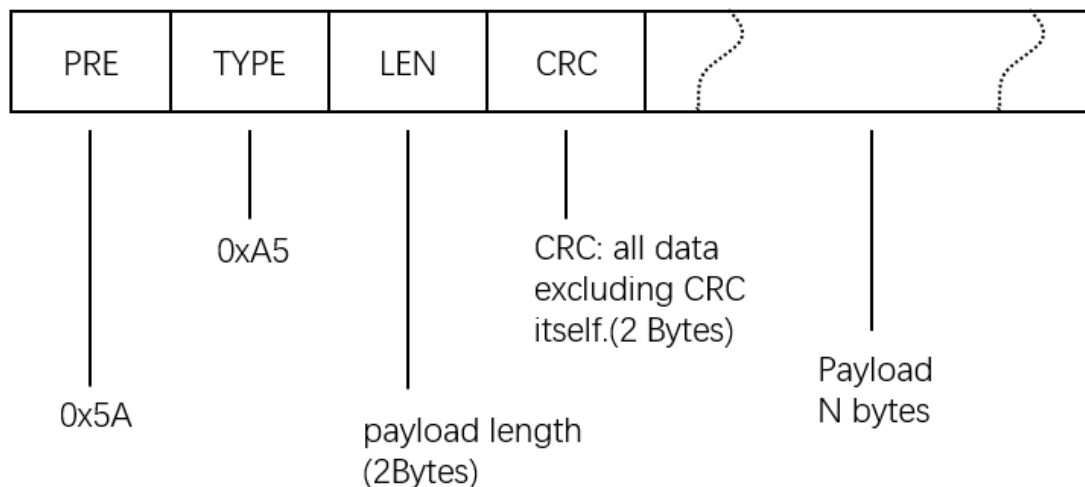 PRE
TYPE
LEN
CRC
0x5A
0xA5
payload length
(2Bytes)
CRC: all data
excluding CRC
itself.(2 Bytes)
Payload
N bytes